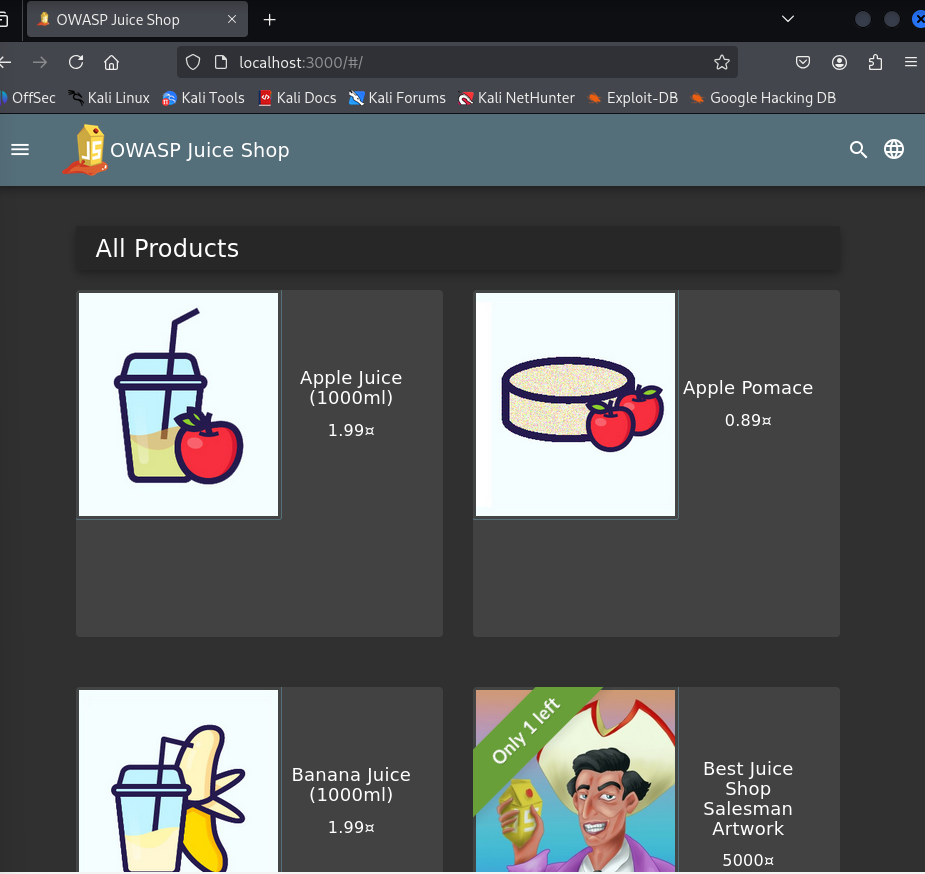 OWASP Juice Shop
localhost:3000/#/
OffSec Kali Linux Kali Tools Kali Docs Kali Forums Kali NetHunter Exploit-DB Google Hacking DB
JS OWASP Juice Shop
All Products
Apple Juice
(1000ml)
1.99¤
Apple Pomace
0.89¤
Banana Juice
(1000ml)
1.99¤
Only 1 left
Best Juice
Shop
Salesman
Artwork
5000¤